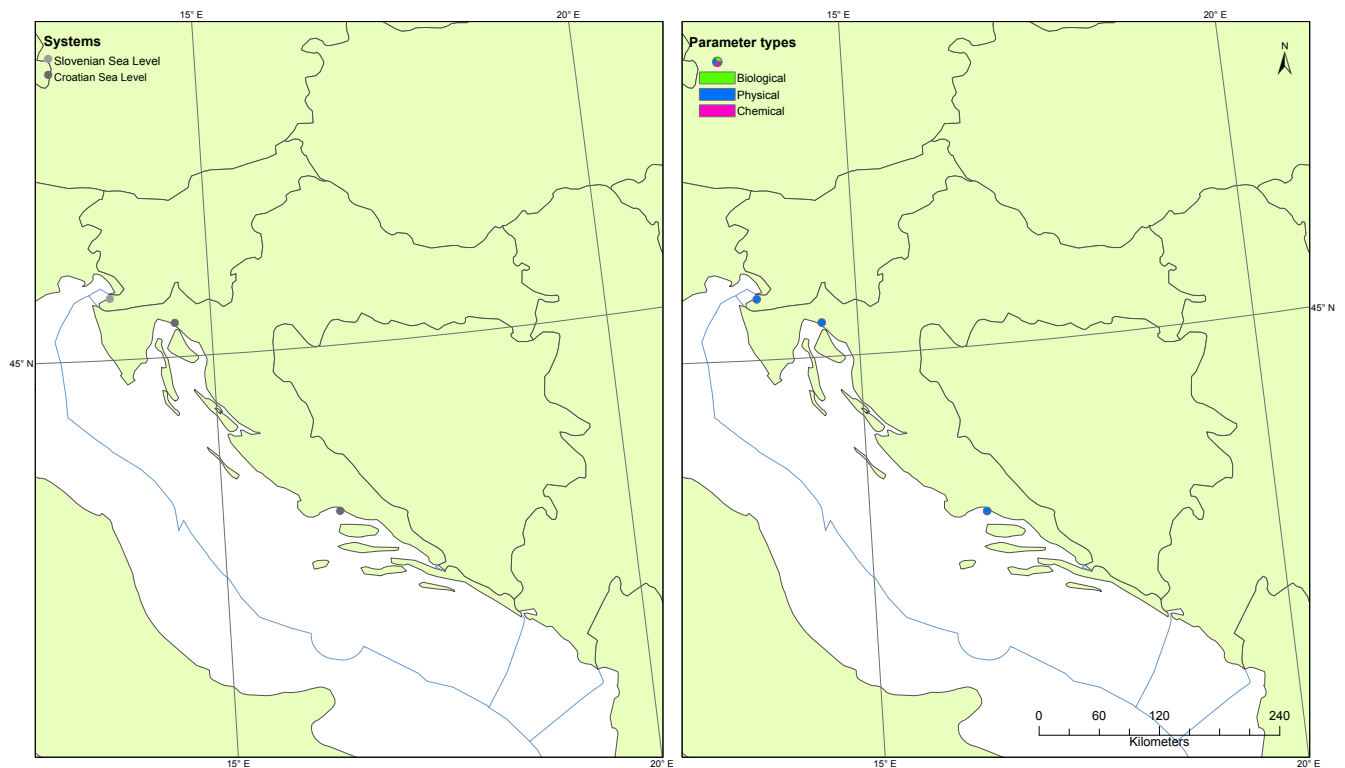 15° E
20° E
15° E
20° E
Systems
Slovenian Sea Level
Croatian Sea Level
Parameter types
Biological
Physical
Chemical
N
45° N
45° N
0
60
120
240
Kilometers
15° E
20° E
15° E
20° E